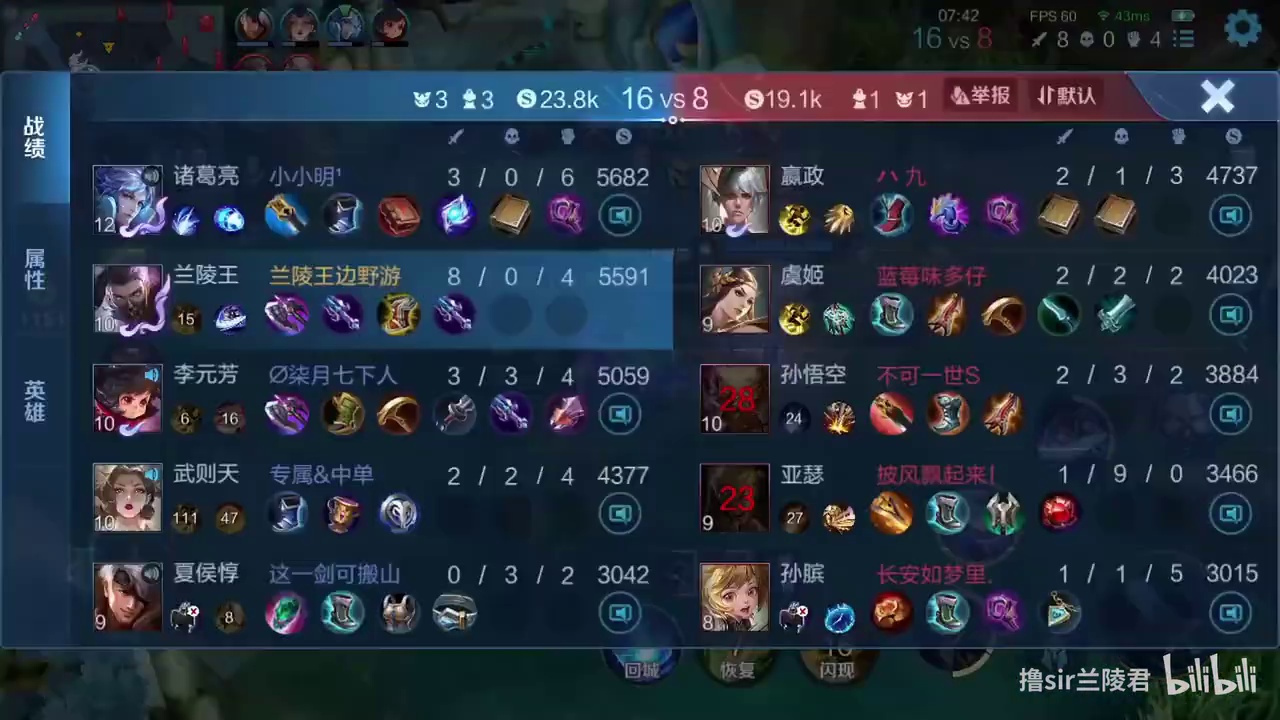 07:42
FPS 60 43ms
16 vs 8
8 0 4
战绩
属性
英雄
3 3 23.8k 16 vs 8 19.1k 1 1 举报 默认
诸葛亮 小小明¹ 3 / 0 / 6 5682
12
兰陵王 兰陵王边野游 8 / 0 / 4 5591
10 15
李元芳 Ø柒月七下人 3 / 3 / 4 5059
10 6 16
武则天 专属&中单 2 / 2 / 4 4377
10 111 47
夏侯惇 这一剑可搬山 0 / 3 / 2 3042
9 8
嬴政 八 九 2 / 1 / 3 4737
10
虞姬 蓝莓味多仔 2 / 2 / 2 4023
9
孙悟空 不可一世S 2 / 3 / 2 3884
28
10 24
亚瑟 披风飘起来| 1 / 9 / 0 3466
23
9 27
孙膑 长安如梦里. 1 / 1 / 5 3015
8
回城 恢复 闪现
撸sir兰陵君 bilibili